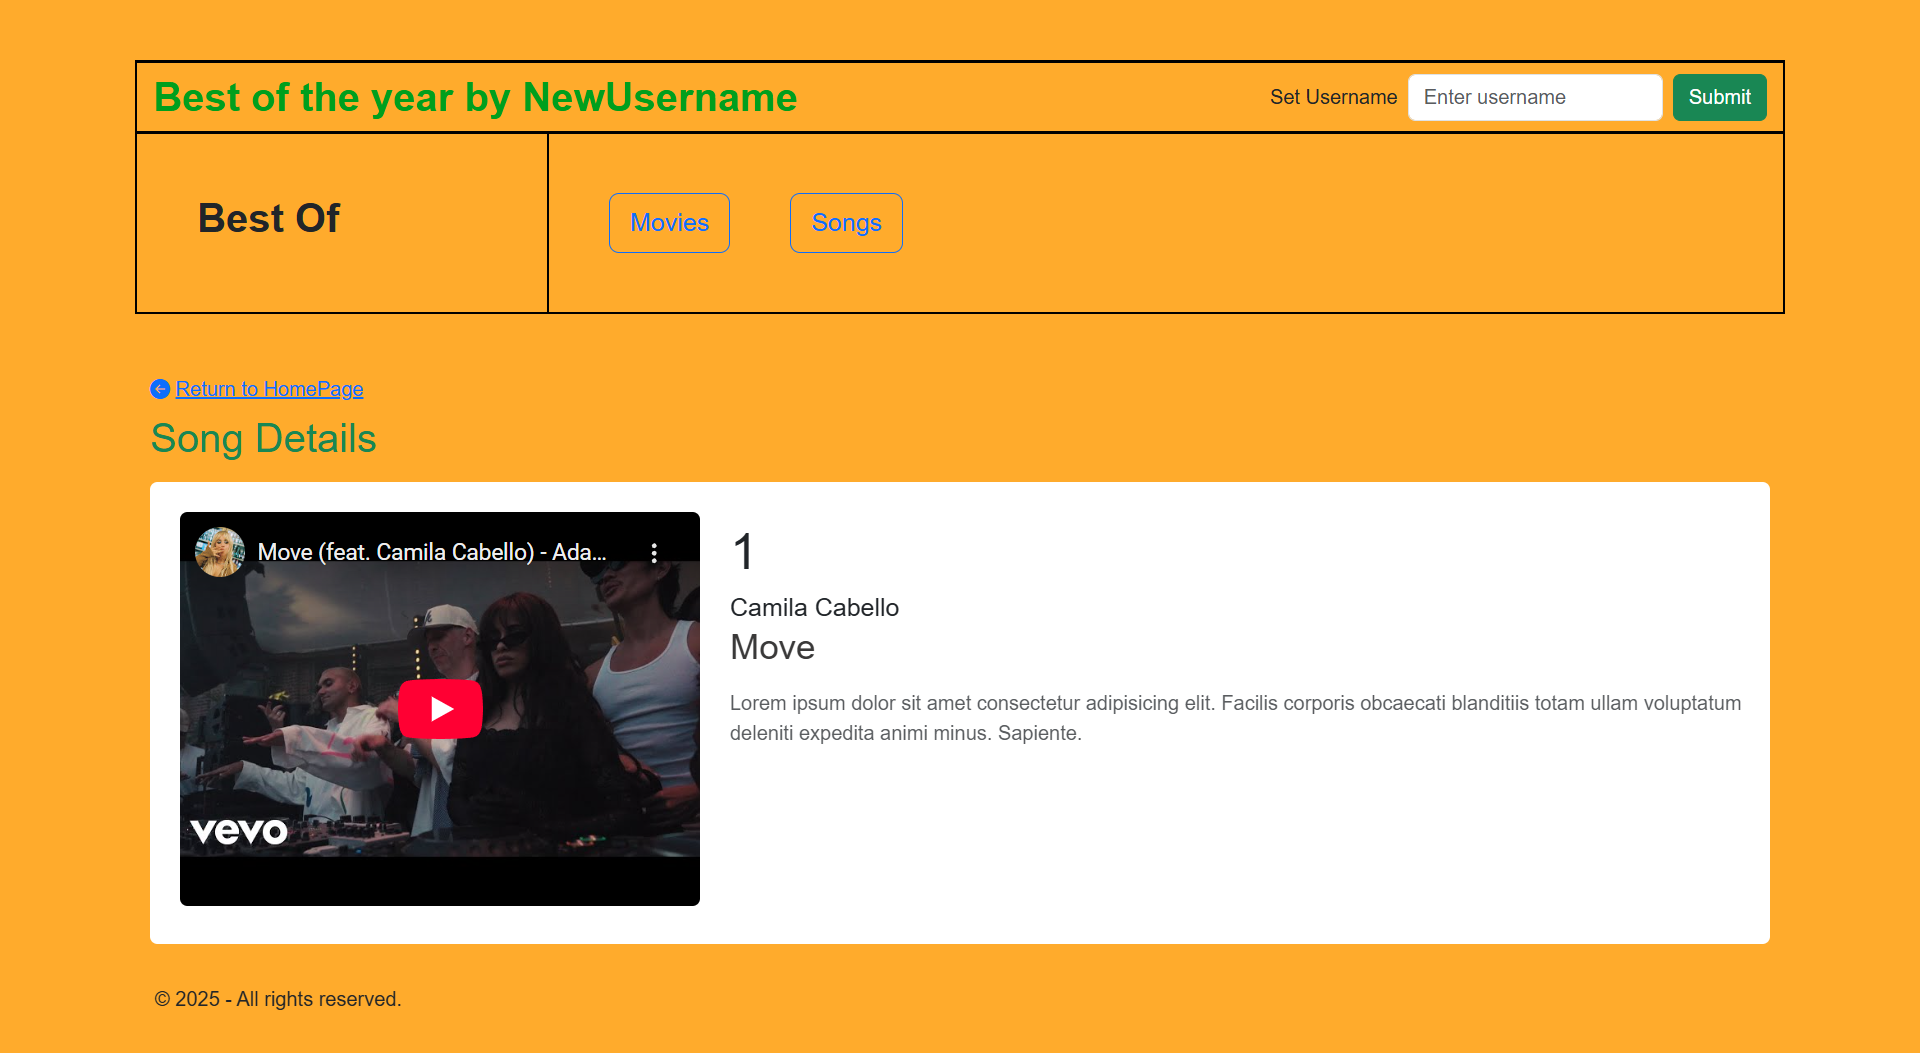 Best of the year by NewUsername
Set Username
Enter username
Submit
Best Of
Movies
Songs
Return to HomePage
Song Details
Move (feat. Camila Cabello) - Ada...
vevo
1
Camila Cabello
Move
Lorem ipsum dolor sit amet consectetur adipisicing elit. Facilis corporis obcaecati blanditiis totam ullam voluptatum
deleniti expedita animi minus. Sapiente.
© 2025 - All rights reserved.